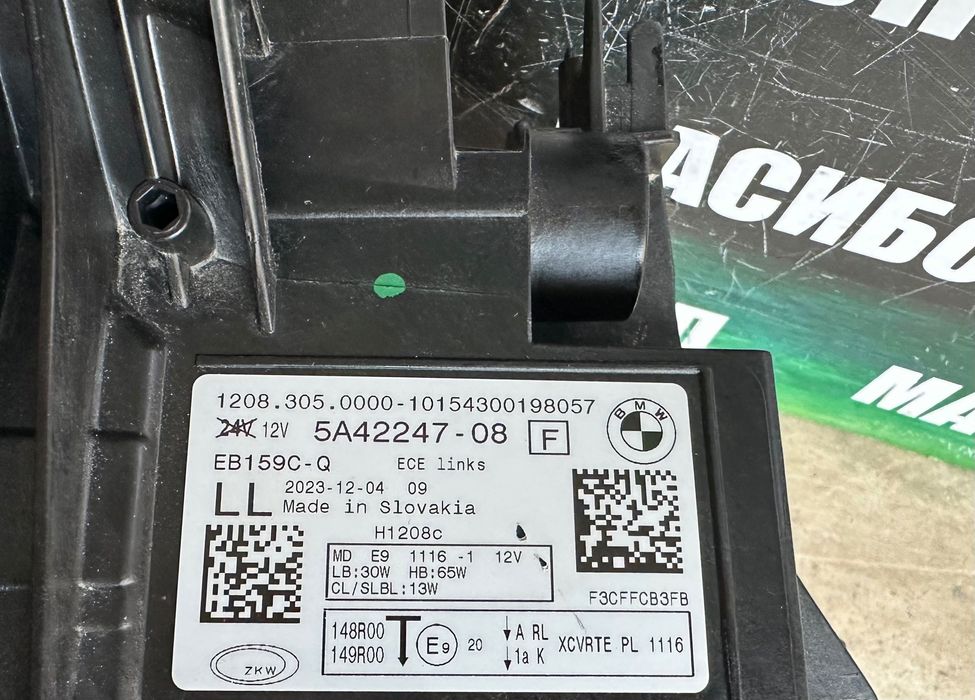 АСИБО
МА
1208.305.0000-10154300198057
24V 12V 5A42247-08 F
BMW
EB159C-Q ECE links
LL 2023-12-04 09
Made in Slovakia
H1208c
MD E9 1116 -1 12V
LB:30W HB:65W
CL/SLBL:13W
F3CFFCB3FB
148R00
149R00
E9 20
↓A RL
↓1a K
XCVRTE PL 1116
ZKW